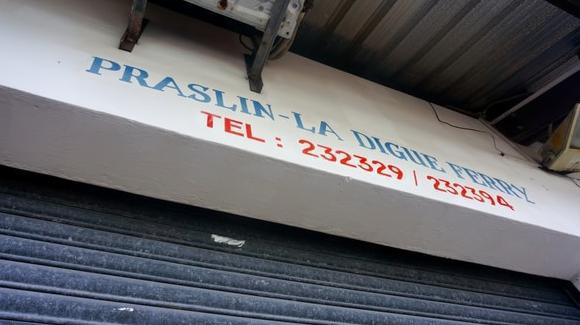 PRASLIN-LA DIGUE FERRY
TEL : 232329 / 232394